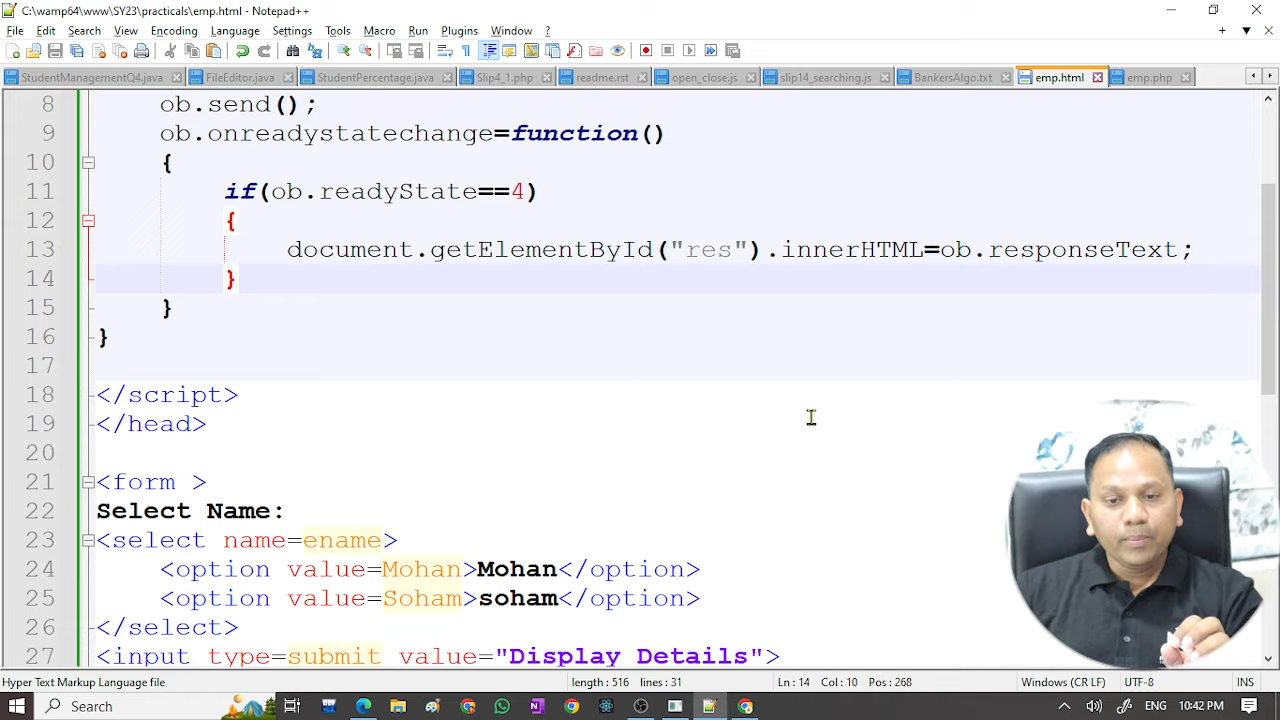 C:\wamp64\www\SY23\practicals\emp.html - Notepad++
File Edit Search View Encoding Language Settings Tools Macro Run Plugins Window ?
StudentManagementQ4.java FileEditor.java StudentPercentage.java Slip4_1.php readme.rst open_close.js slip14_searching.js BankersAlgo.txt emp.html emp.php
8 ob.send();
9 ob.onreadystatechange=function()
10 {
11 if(ob.readyState==4)
12 {
13 document.getElementById("res").innerHTML=ob.responseText;
14 }
15 }
16 }
17
18 </script>
19 </head>
20
21 <form >
22 Select Name:
23 <select name=ename>
24 <option value=Mohan>Mohan</option>
25 <option value=Soham>soham</option>
26 </select>
27 <input type=submit value="Display Details">
Hyper Text Markup Language file length : 516 lines : 31 Ln : 14 Col : 10 Pos : 268 Windows (CR LF) UTF-8 INS
Search 10:42 PM